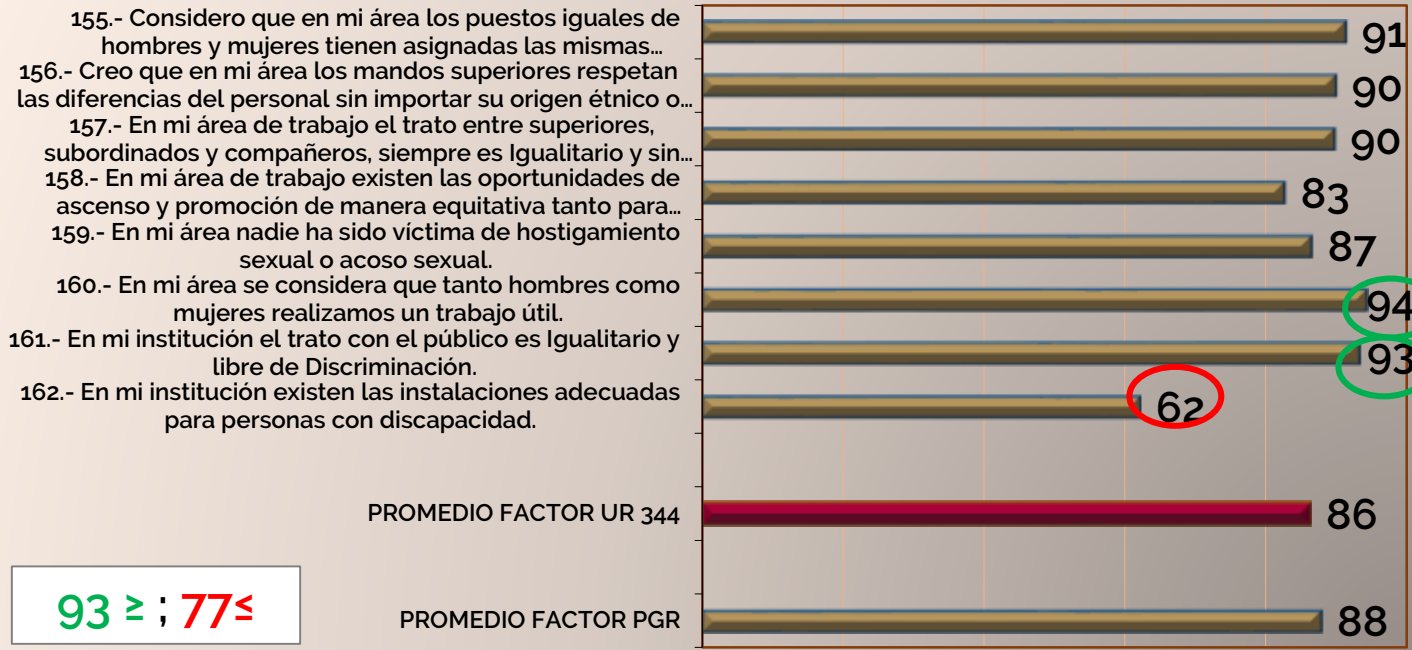 155.- Considero que en mi área los puestos iguales de
hombres y mujeres tienen asignadas las mismas...
91
156.- Creo que en mi área los mandos superiores respetan
las diferencias del personal sin importar su origen étnico o...
90
157.- En mi área de trabajo el trato entre superiores,
subordinados y compañeros, siempre es Igualitario y sin...
90
158.- En mi área de trabajo existen las oportunidades de
ascenso y promoción de manera equitativa tanto para...
83
159.- En mi área nadie ha sido víctima de hostigamiento
sexual o acoso sexual.
87
160.- En mi área se considera que tanto hombres como
mujeres realizamos un trabajo útil.
94
161.- En mi institución el trato con el público es Igualitario y
libre de Discriminación.
93
162.- En mi institución existen las instalaciones adecuadas
para personas con discapacidad.
62
PROMEDIO FACTOR UR 344
86
93 ≥ ; 77≤
PROMEDIO FACTOR PGR
88